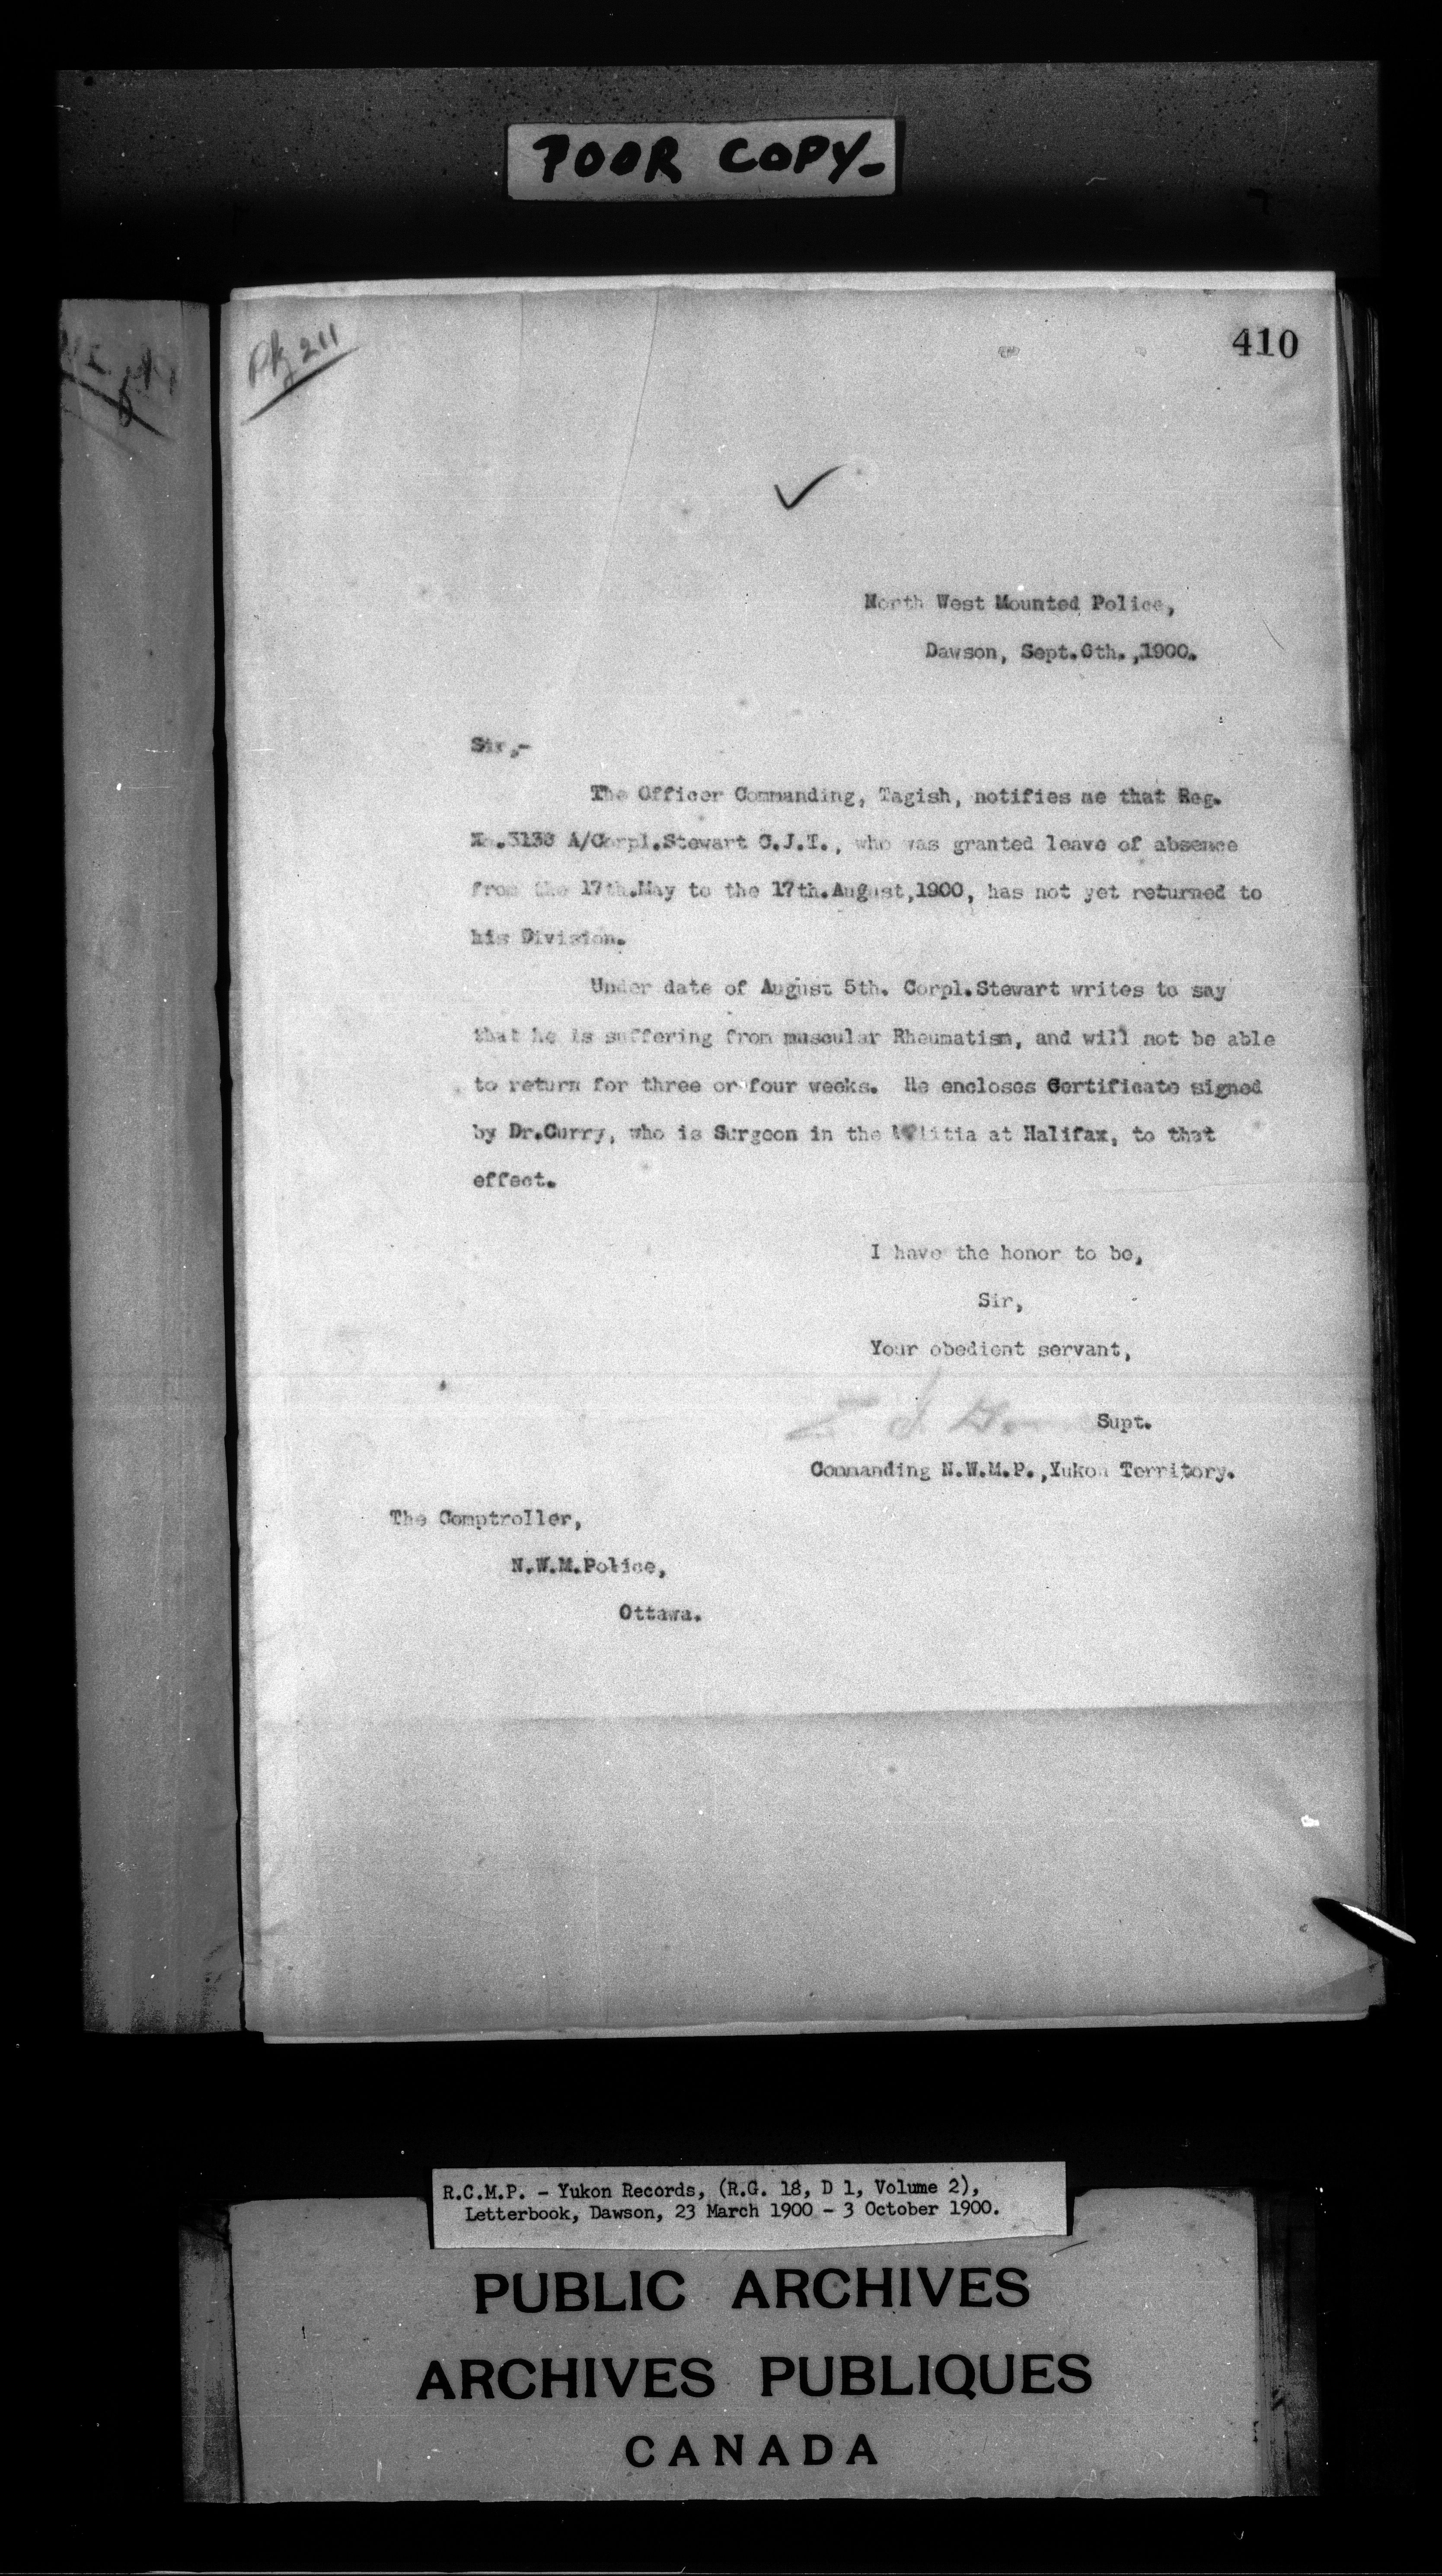 POOR COPY-
410
North West Mounted Police,
Dawson, Sept.6th.,1900.
Sir,-
The Officer Commanding, Tagish, notifies me that Reg.
No. A/Corpl.Stewart C.J.T., who was granted leave of absence
from the 17th.May to the 17th.August,1900, has not yet returned to
his Division.
Under date of August 5th. Corpl.Stewart writes to say
that he is suffering from muscular Rheumatism, and will not be able
to return for three or four weeks. He encloses Certificate signed
by Dr.Curry, who is Surgeon in the Militia at Halifax, to that
effect.
I have the honor to be,
Sir,
Your obedient servant,
Supt.
Commanding N.W.M.P.,Yukon Territory.
The Comptroller,
N.W.M.Police,
Ottawa.
R.C.M.P. - Yukon Records, (R.G. 18, D 1, Volume 2),
Letterbook, Dawson, 23 March 1900 - 3 October 1900.
PUBLIC ARCHIVES
ARCHIVES PUBLIQUES
CANADA